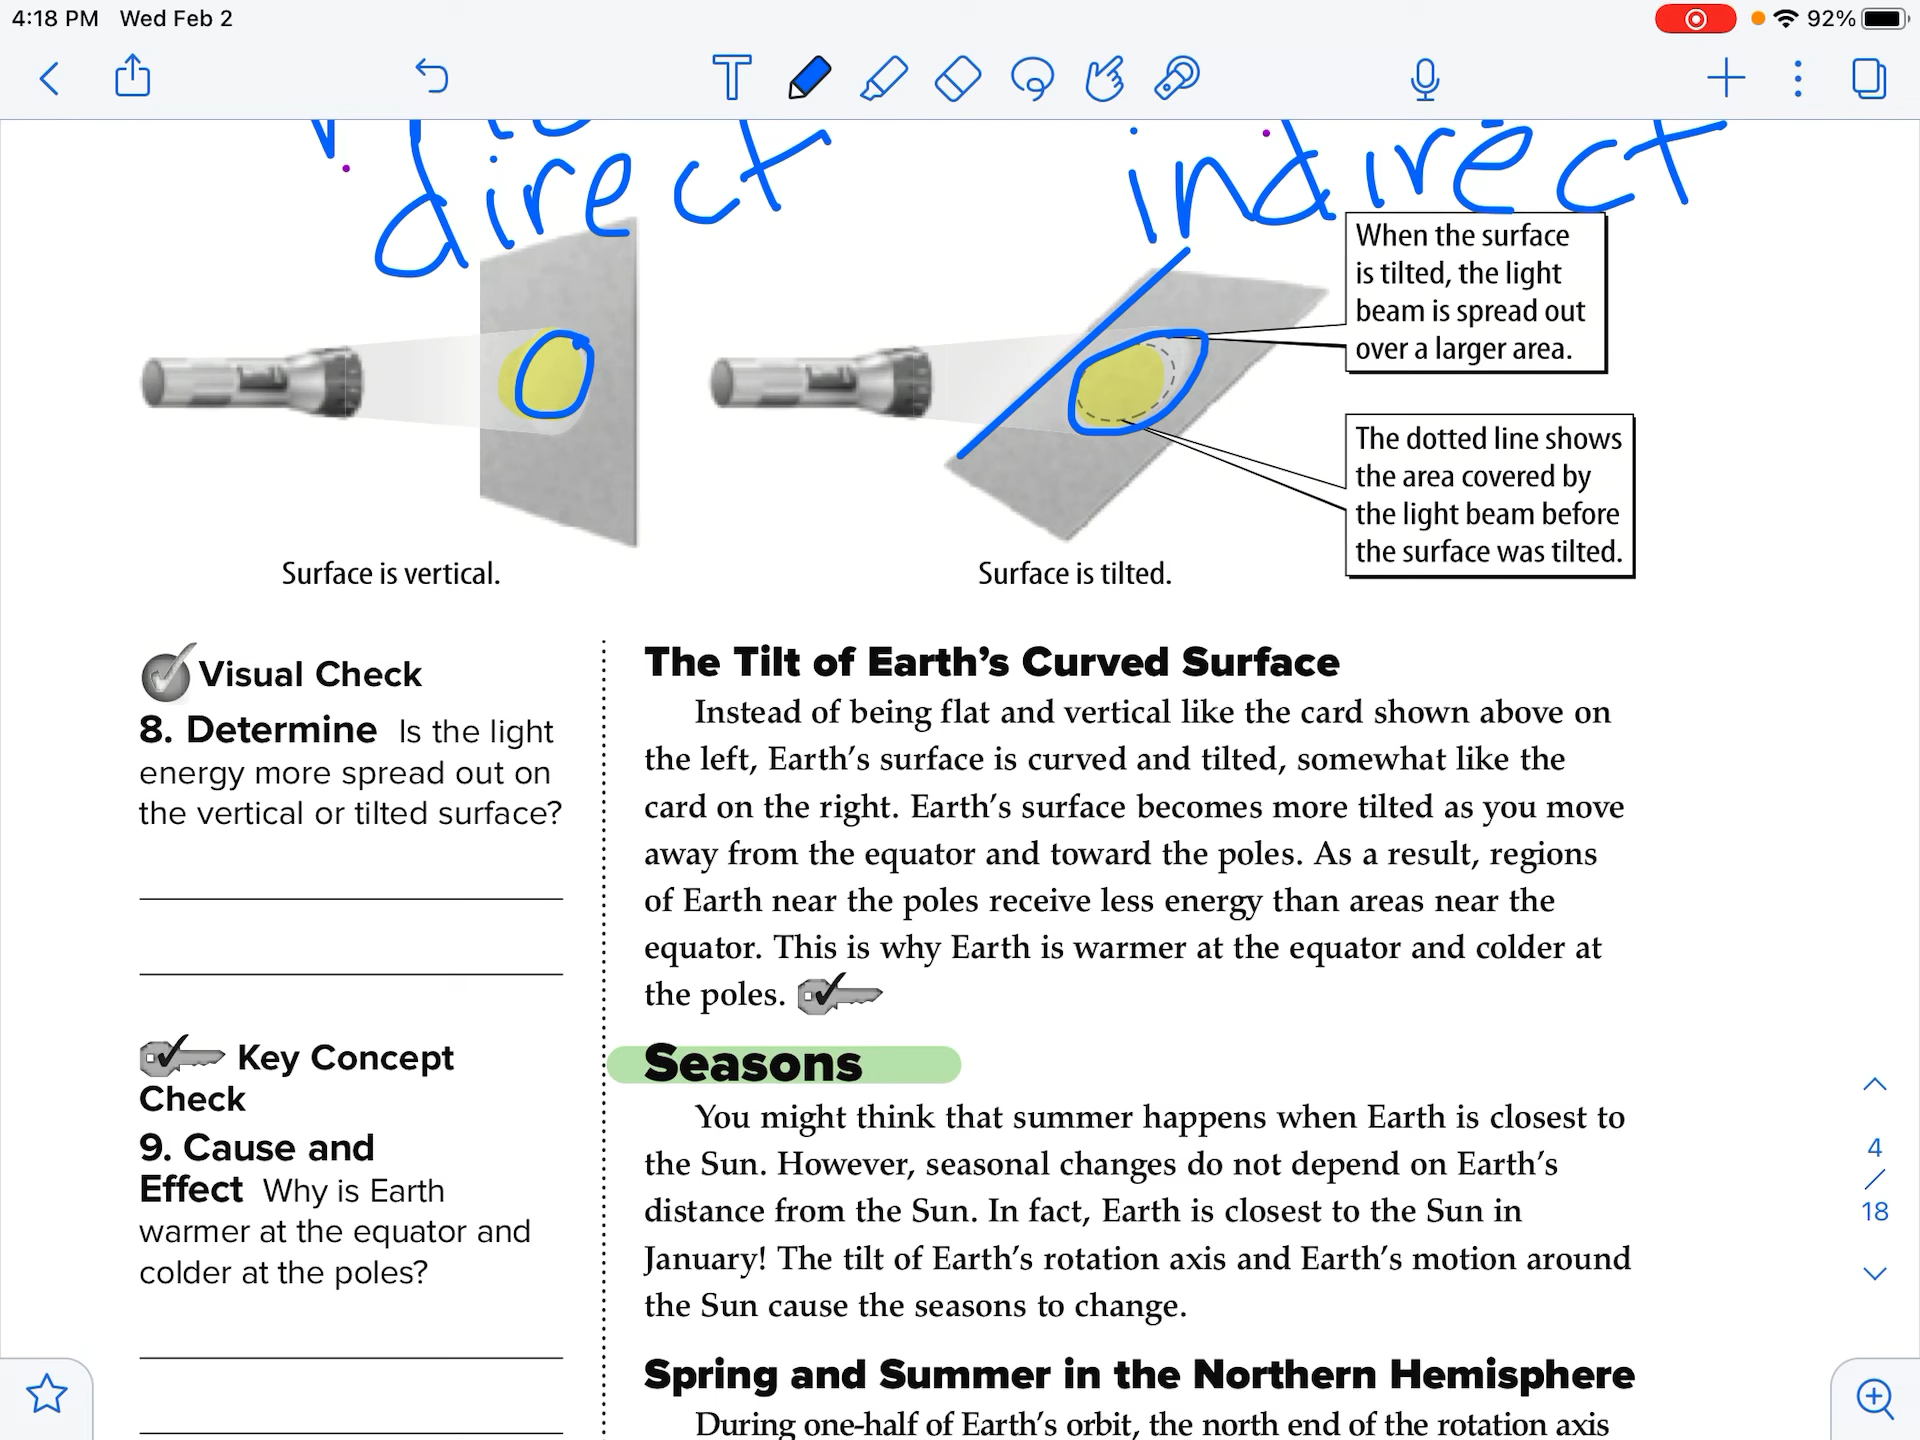 4:18 PM Wed Feb 2
92%
direct
indirect
When the surface
is tilted, the light
beam is spread out
over a larger area.
The dotted line shows
the area covered by
the light beam before
the surface was tilted.
Surface is vertical.
Surface is tilted.
Visual Check
8. Determine Is the light
energy more spread out on
the vertical or tilted surface?
Key Concept
Check
9. Cause and
Effect Why is Earth
warmer at the equator and
colder at the poles?
The Tilt of Earth's Curved Surface
Instead of being flat and vertical like the card shown above on
the left, Earth's surface is curved and tilted, somewhat like the
card on the right. Earth's surface becomes more tilted as you move
away from the equator and toward the poles. As a result, regions
of Earth near the poles receive less energy than areas near the
equator. This is why Earth is warmer at the equator and colder at
the poles.
Seasons
You might think that summer happens when Earth is closest to
the Sun. However, seasonal changes do not depend on Earth's
distance from the Sun. In fact, Earth is closest to the Sun in
January! The tilt of Earth's rotation axis and Earth's motion around
the Sun cause the seasons to change.
Spring and Summer in the Northern Hemisphere
During one-half of Earth's orbit, the north end of the rotation axis
4
/
18